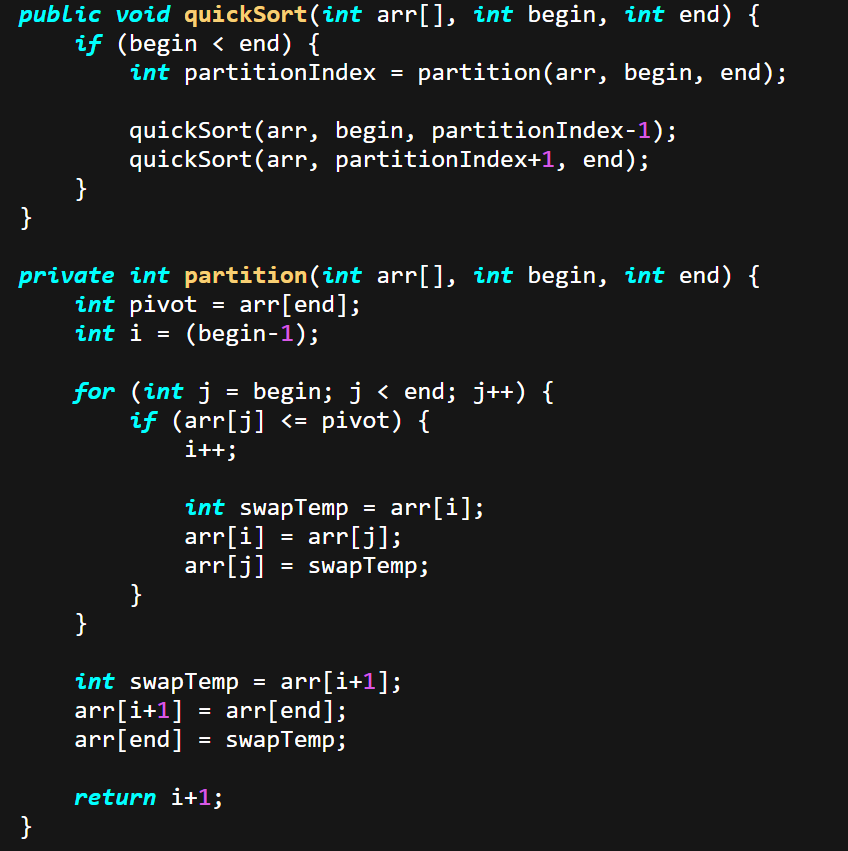 public void quickSort(int arr[], int begin, int end) {
    if (begin < end) {
        int partitionIndex = partition(arr, begin, end);

        quickSort(arr, begin, partitionIndex-1);
        quickSort(arr, partitionIndex+1, end);
    }
}

private int partition(int arr[], int begin, int end) {
    int pivot = arr[end];
    int i = (begin-1);

    for (int j = begin; j < end; j++) {
        if (arr[j] <= pivot) {
            i++;

            int swapTemp = arr[i];
            arr[i] = arr[j];
            arr[j] = swapTemp;
        }
    }

    int swapTemp = arr[i+1];
    arr[i+1] = arr[end];
    arr[end] = swapTemp;

    return i+1;
}